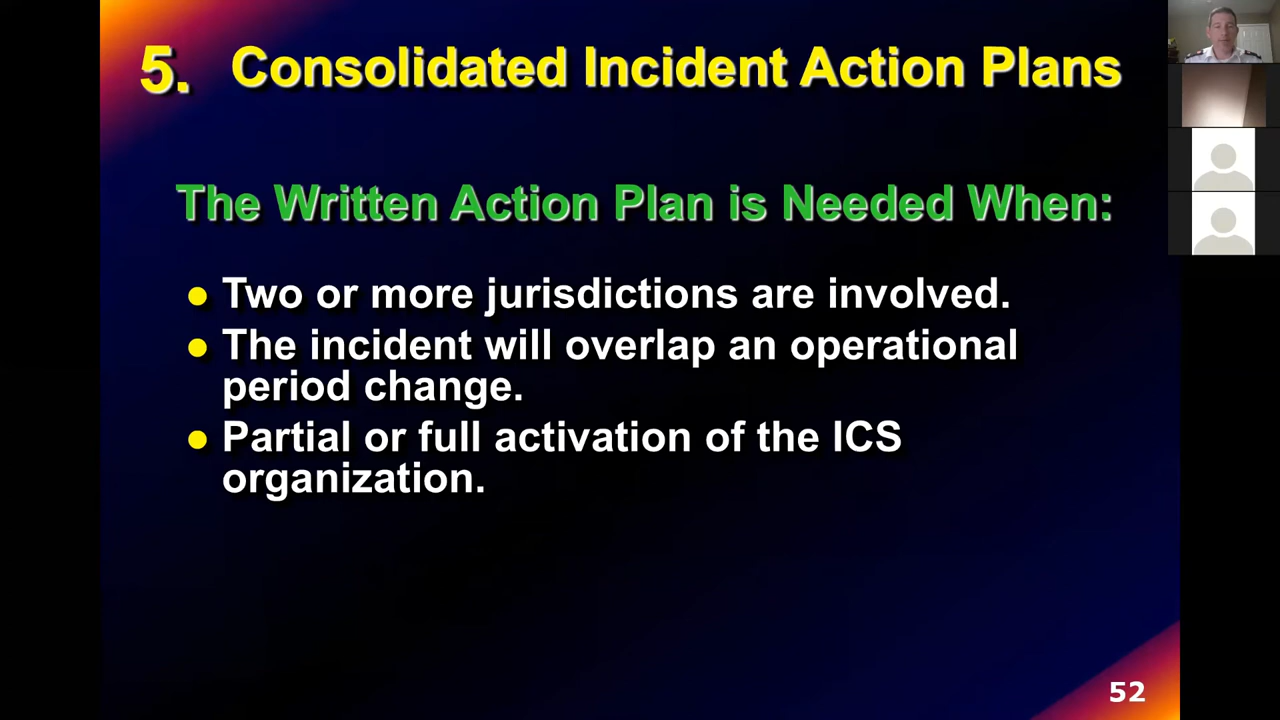 5. Consolidated Incident Action Plans
The Written Action Plan is Needed When:
● Two or more jurisdictions are involved.
● The incident will overlap an operational
period change.
● Partial or full activation of the ICS
organization.
52